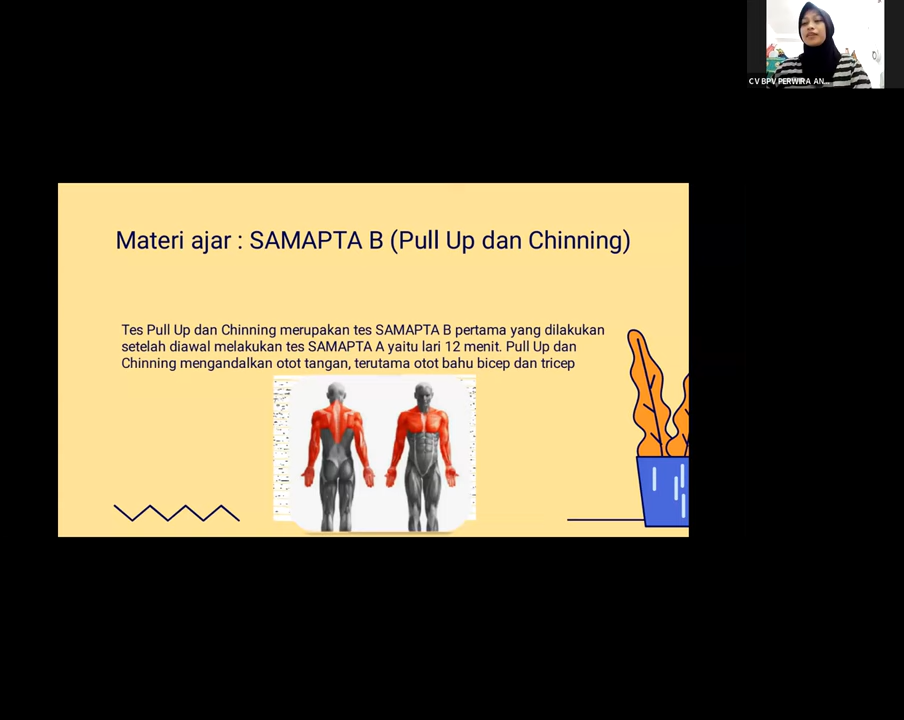 CV BPV PERWIRA AN...
Materi ajar : SAMAPTA B (Pull Up dan Chinning)
Tes Pull Up dan Chinning merupakan tes SAMAPTA B pertama yang dilakukan
setelah diawal melakukan tes SAMAPTA A yaitu lari 12 menit. Pull Up dan
Chinning mengandalkan otot tangan, terutama otot bahu bicep dan tricep